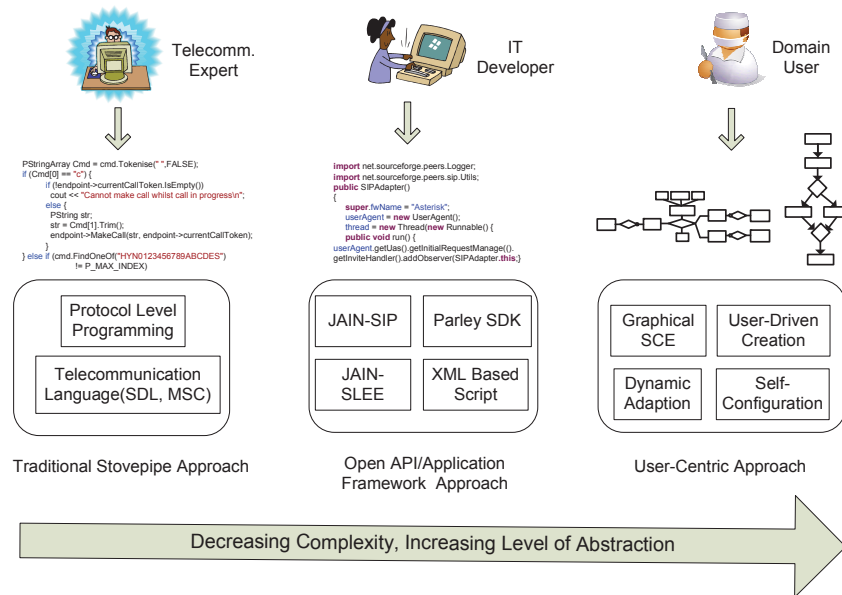 Telecomm.
Expert
IT
Developer
Domain
User
PStringArray Cmd = cmd.Tokenise(" ",FALSE);
if (Cmd[0] == "c") {
if (!endpoint->currentCallToken.IsEmpty())
cout << "Cannot make call whilst call in progress\n";
else {
PString str;
str = Cmd[1].Trim();
endpoint->MakeCall(str, endpoint->currentCallToken);
}
} else if (cmd.FindOneOf("HYN0123456789ABCDES")
!= P_MAX_INDEX)
import net.sourceforge.peers.Logger;
import net.sourceforge.peers.sip.Utils;
public SIPAdapter()
{
super.fwName = "Asterisk";
userAgent = new UserAgent();
thread = new Thread(new Runnable() {
public void run() {
userAgent.getUas().getInitialRequestManage(().
getInviteHandler().addObserver(SIPAdapter.this;}
Protocol Level
Programming
Telecommunication
Language(SDL, MSC)
JAIN-SIP
Parley SDK
JAIN-
SLEE
XML Based
Script
Graphical
SCE
User-Driven
Creation
Dynamic
Adaption
Self-
Configuration
Traditional Stovepipe Approach
Open API/Application
Framework Approach
User-Centric Approach
Decreasing Complexity, Increasing Level of Abstraction